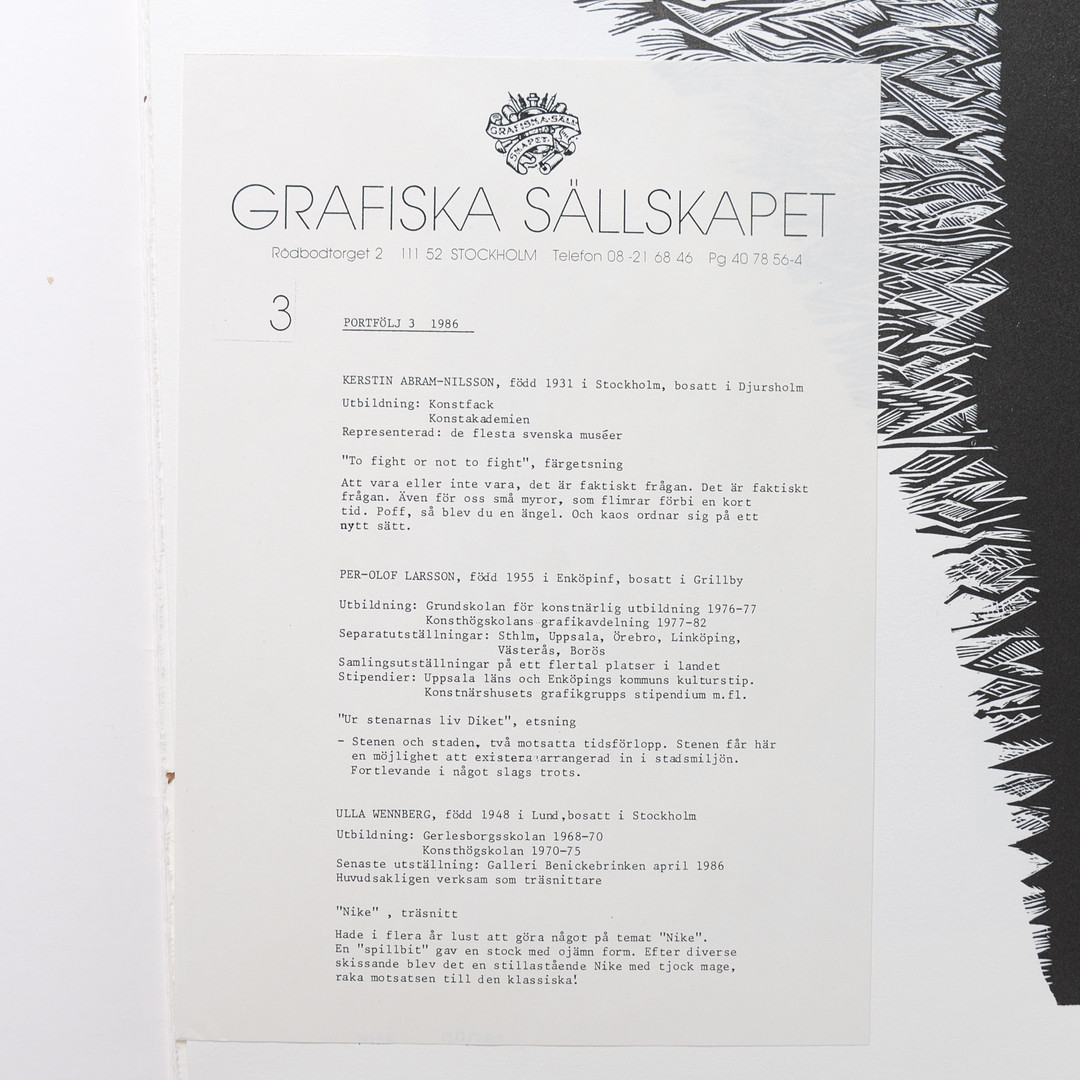 GRAFISKA SÄLL
SKAPET
GRAFISKA SÄLLSKAPET
Rödbodtorget 2 111 52 STOCKHOLM Telefon 08-21 68 46 Pg 40 78 56-4
3
PORTFÖLJ 3 1986
KERSTIN ABRAM-NILSSON, född 1931 i Stockholm, bosatt i Djursholm
Utbildning: Konstfack
Konstakademien
Representerad: de flesta svenska muséer
"To fight or not to fight", färgetsning
Att vara eller inte vara, det är faktiskt frågan. Det är faktiskt
frågan. Även för oss små myror, som flimrar förbi en kort
tid. Poff, så blev du en ängel. Och kaos ordnar sig på ett
nytt sätt.
PER-OLOF LARSSON, född 1955 i Enköpinf, bosatt i Grillby
Utbildning: Grundskolan för konstnärlig utbildning 1976-77
Konsthögskolans grafikavdelning 1977-82
Separatutställningar: Sthlm, Uppsala, Örebro, Linköping,
Västerås, Borös
Samlingsutställningar på ett flertal platser i landet
Stipendier: Uppsala läns och Enköpings kommuns kulturstip.
Konstnärshusets grafikgrupps stipendium m.fl.
"Ur stenarnas liv Diket", etsning
- Stenen och staden, två motsatta tidsförlopp. Stenen får här
en möjlighet att existera arrangerad in i stadsmiljön.
Fortlevande i något slags trots.
ULLA WENNBERG, född 1948 i Lund,bosatt i Stockholm
Utbildning: Gerlesborgsskolan 1968-70
Konsthögskolan 1970-75
Senaste utställning: Galleri Benickebrinken april 1986
Huvudsakligen verksam som träsnittare
"Nike" , träsnitt
Hade i flera år lust att göra något på temat "Nike".
En "spillbit" gav en stock med ojämn form. Efter diverse
skissande blev det en stillastående Nike med tjock mage,
raka motsatsen till den klassiska!